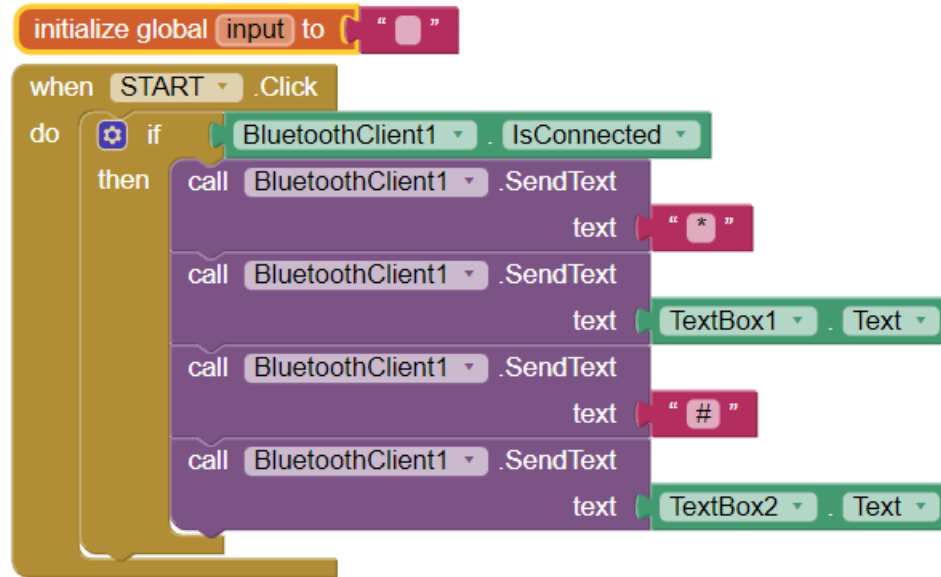 initialize global input to " "
when START .Click
do if BluetoothClient1 . IsConnected
then call BluetoothClient1 .SendText
text " * "
call BluetoothClient1 .SendText
text TextBox1 . Text
call BluetoothClient1 .SendText
text " # "
call BluetoothClient1 .SendText
text TextBox2 . Text